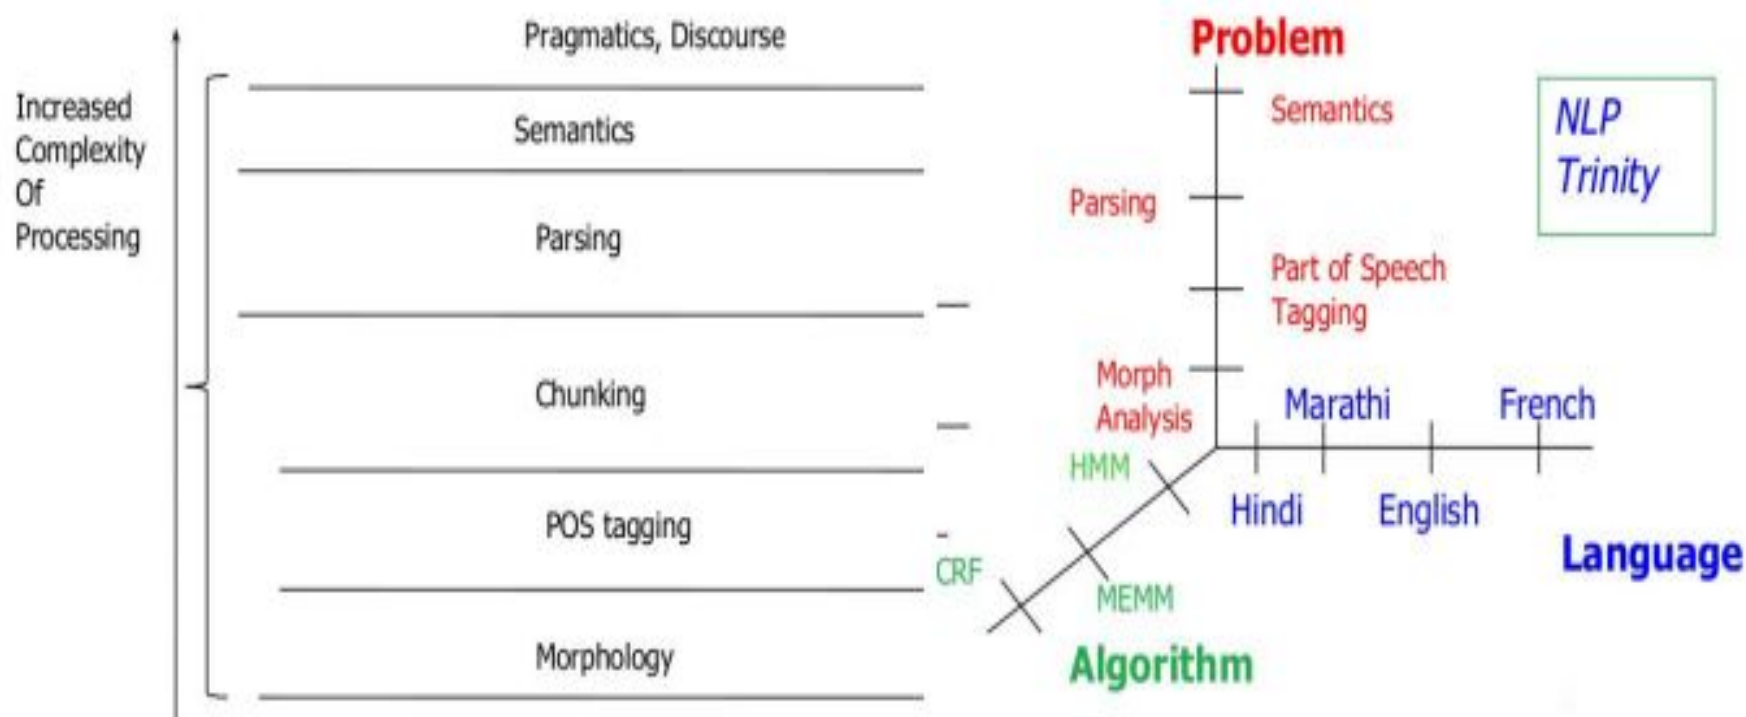 Pragmatics, Discourse
Increased
Complexity
Of
Processing
Semantics
Parsing
Chunking
POS tagging
Morphology
Problem
Semantics
Parsing
Part of Speech
Tagging
Morph
Analysis
NLP
Trinity
Marathi
French
Hindi
English
Language
HMM
MEMM
CRF
Algorithm